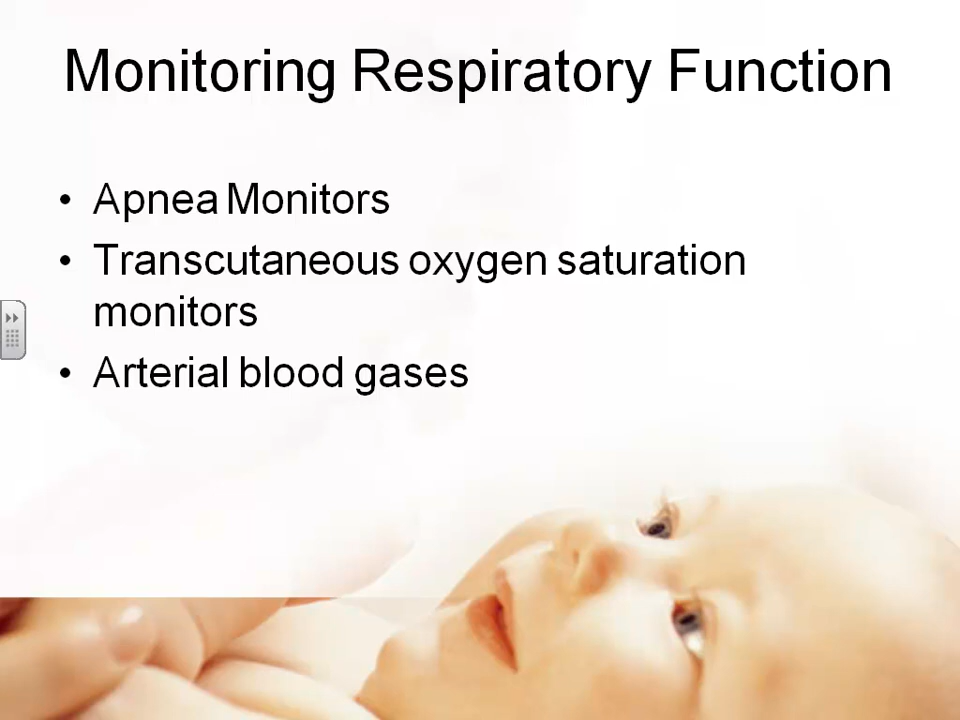 Monitoring Respiratory Function
• Apnea Monitors
• Transcutaneous oxygen saturation
monitors
• Arterial blood gases